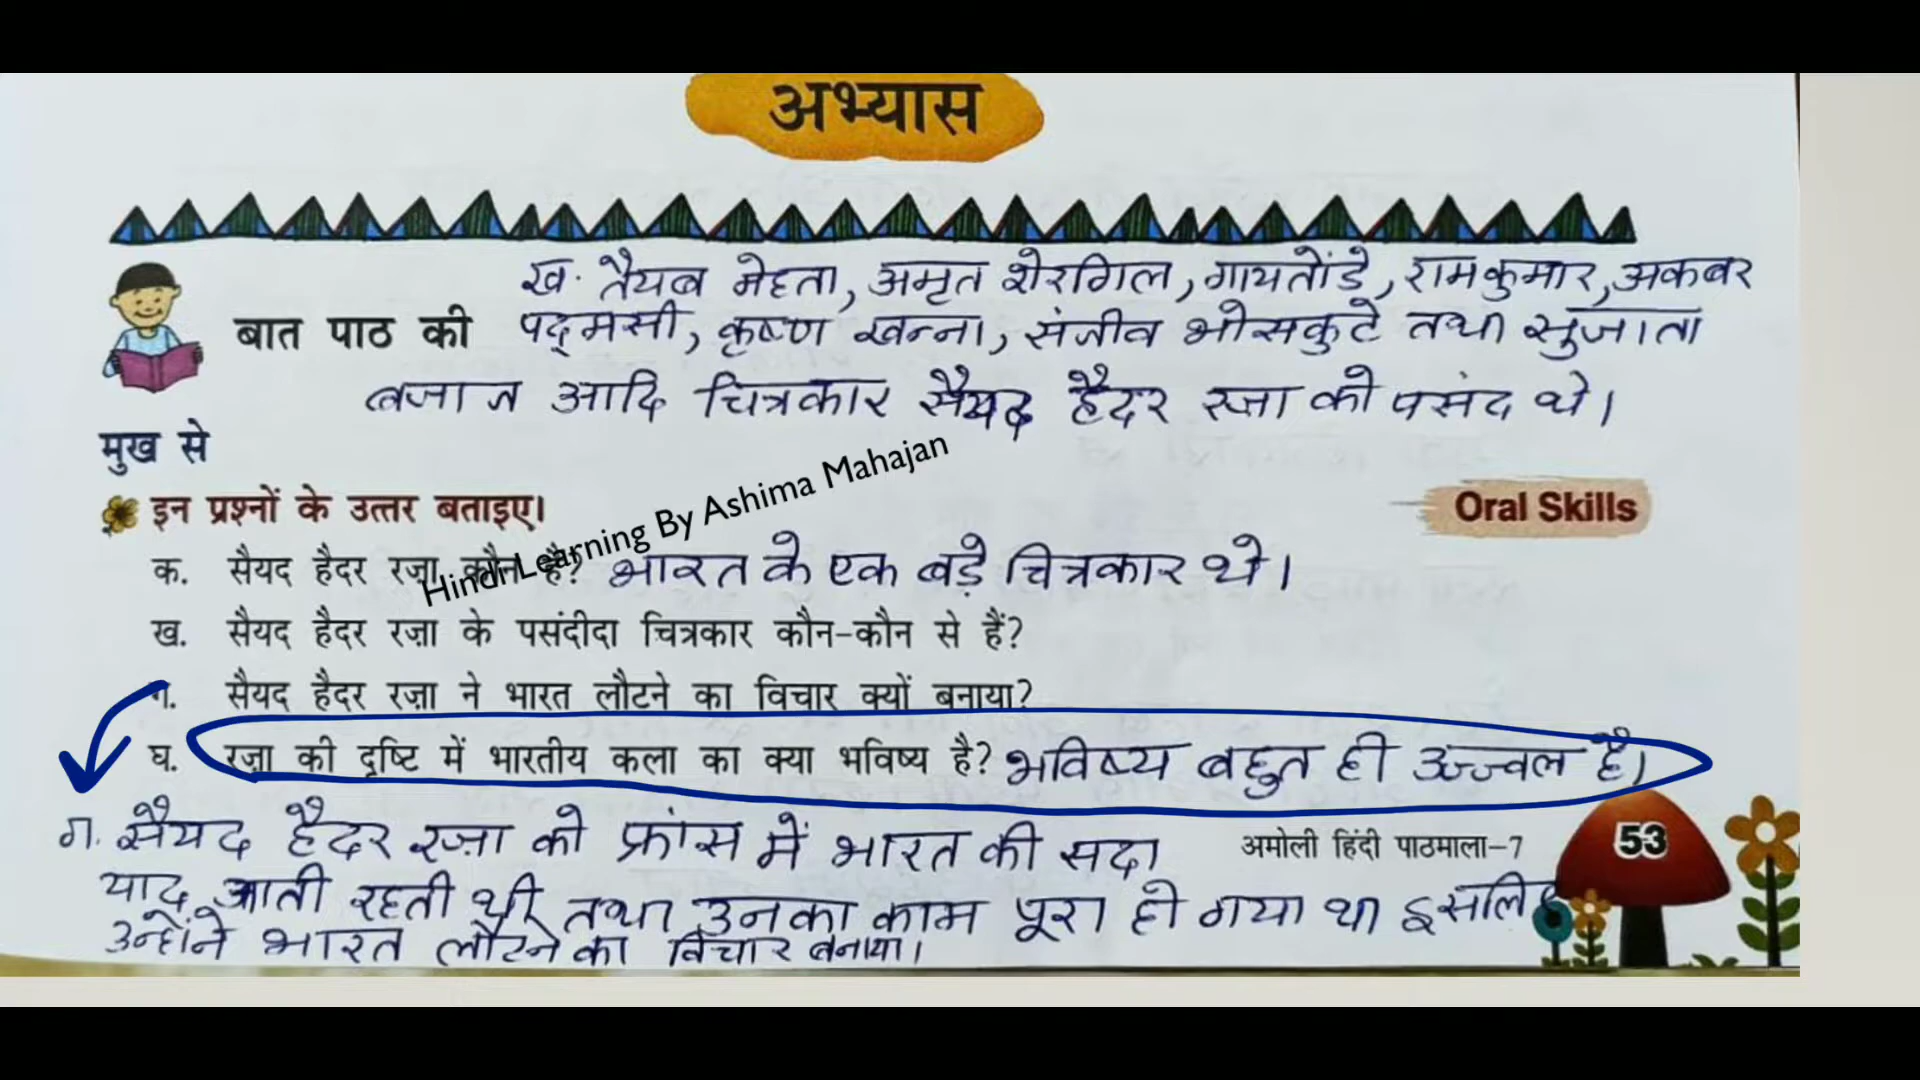 अभ्यास
ख. तैयब मेहता, अमृत शेरगिल, गायतोंडे, रामकुमार, अकबर
बात पाठ की पद्मसी, कृष्ण खन्ना, संजीव भोसकुटे तथा सुजाता
बजाज आदि चित्रकार सैयद हैदर रज़ा को पसंद थे।
मुख से
इन प्रश्नों के उत्तर बताइए।
Oral Skills
Hindi Learning By Ashima Mahajan
क. सैयद हैदर रज़ा कौन हैं? भारत के एक बड़े चित्रकार थे।
ख. सैयद हैदर रज़ा के पसंदीदा चित्रकार कौन-कौन से हैं?
ग. सैयद हैदर रज़ा ने भारत लौटने का विचार क्यों बनाया?
घ. रज़ा की दृष्टि में भारतीय कला का क्या भविष्य है? भविष्य बहुत ही उज्ज्वल है।
ग. सैयद हैदर रज़ा को फ्रांस में भारत की सदा
अमोली हिंदी पाठमाला-7
53
याद आती रहती थी तथा उनका काम पूरा हो गया था इसलिए
उन्होंने भारत लौटने का विचार बनाया।